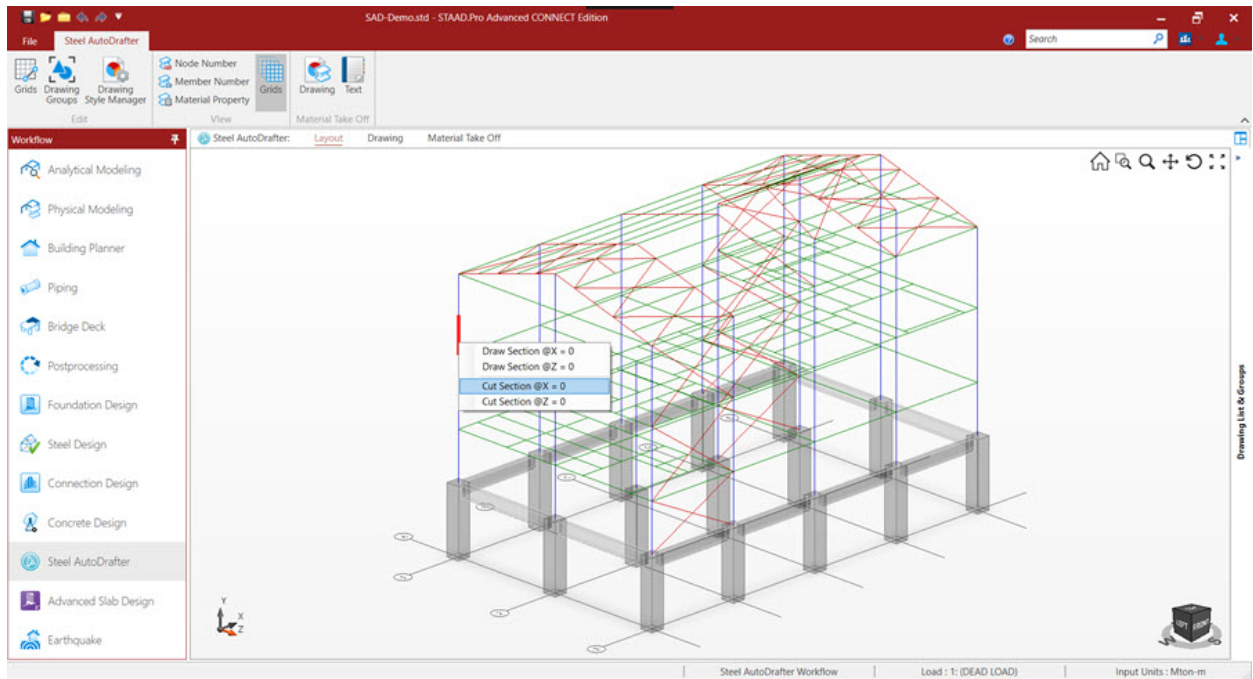 SAD-Demo.std - STAAD.Pro Advanced CONNECT Edition
File
Steel AutoDrafter
Search
Grids
Drawing Groups
Drawing Style Manager
Edit
Node Number
Member Number
Material Property
Grids
View
Drawing
Text
Material Take Off
Workflow
Steel AutoDrafter:
Layout
Drawing
Material Take Off
Analytical Modeling
Physical Modeling
Building Planner
Piping
Bridge Deck
Postprocessing
Foundation Design
Steel Design
Connection Design
Concrete Design
Steel AutoDrafter
Advanced Slab Design
Earthquake
Draw Section @X = 0
Draw Section @Z = 0
Cut Section @X = 0
Cut Section @Z = 0
Drawing List & Groups
Y
X
Z
LEFT
FRONT
Steel AutoDrafter Workflow
Load : 1: (DEAD LOAD)
Input Units : Mton-m